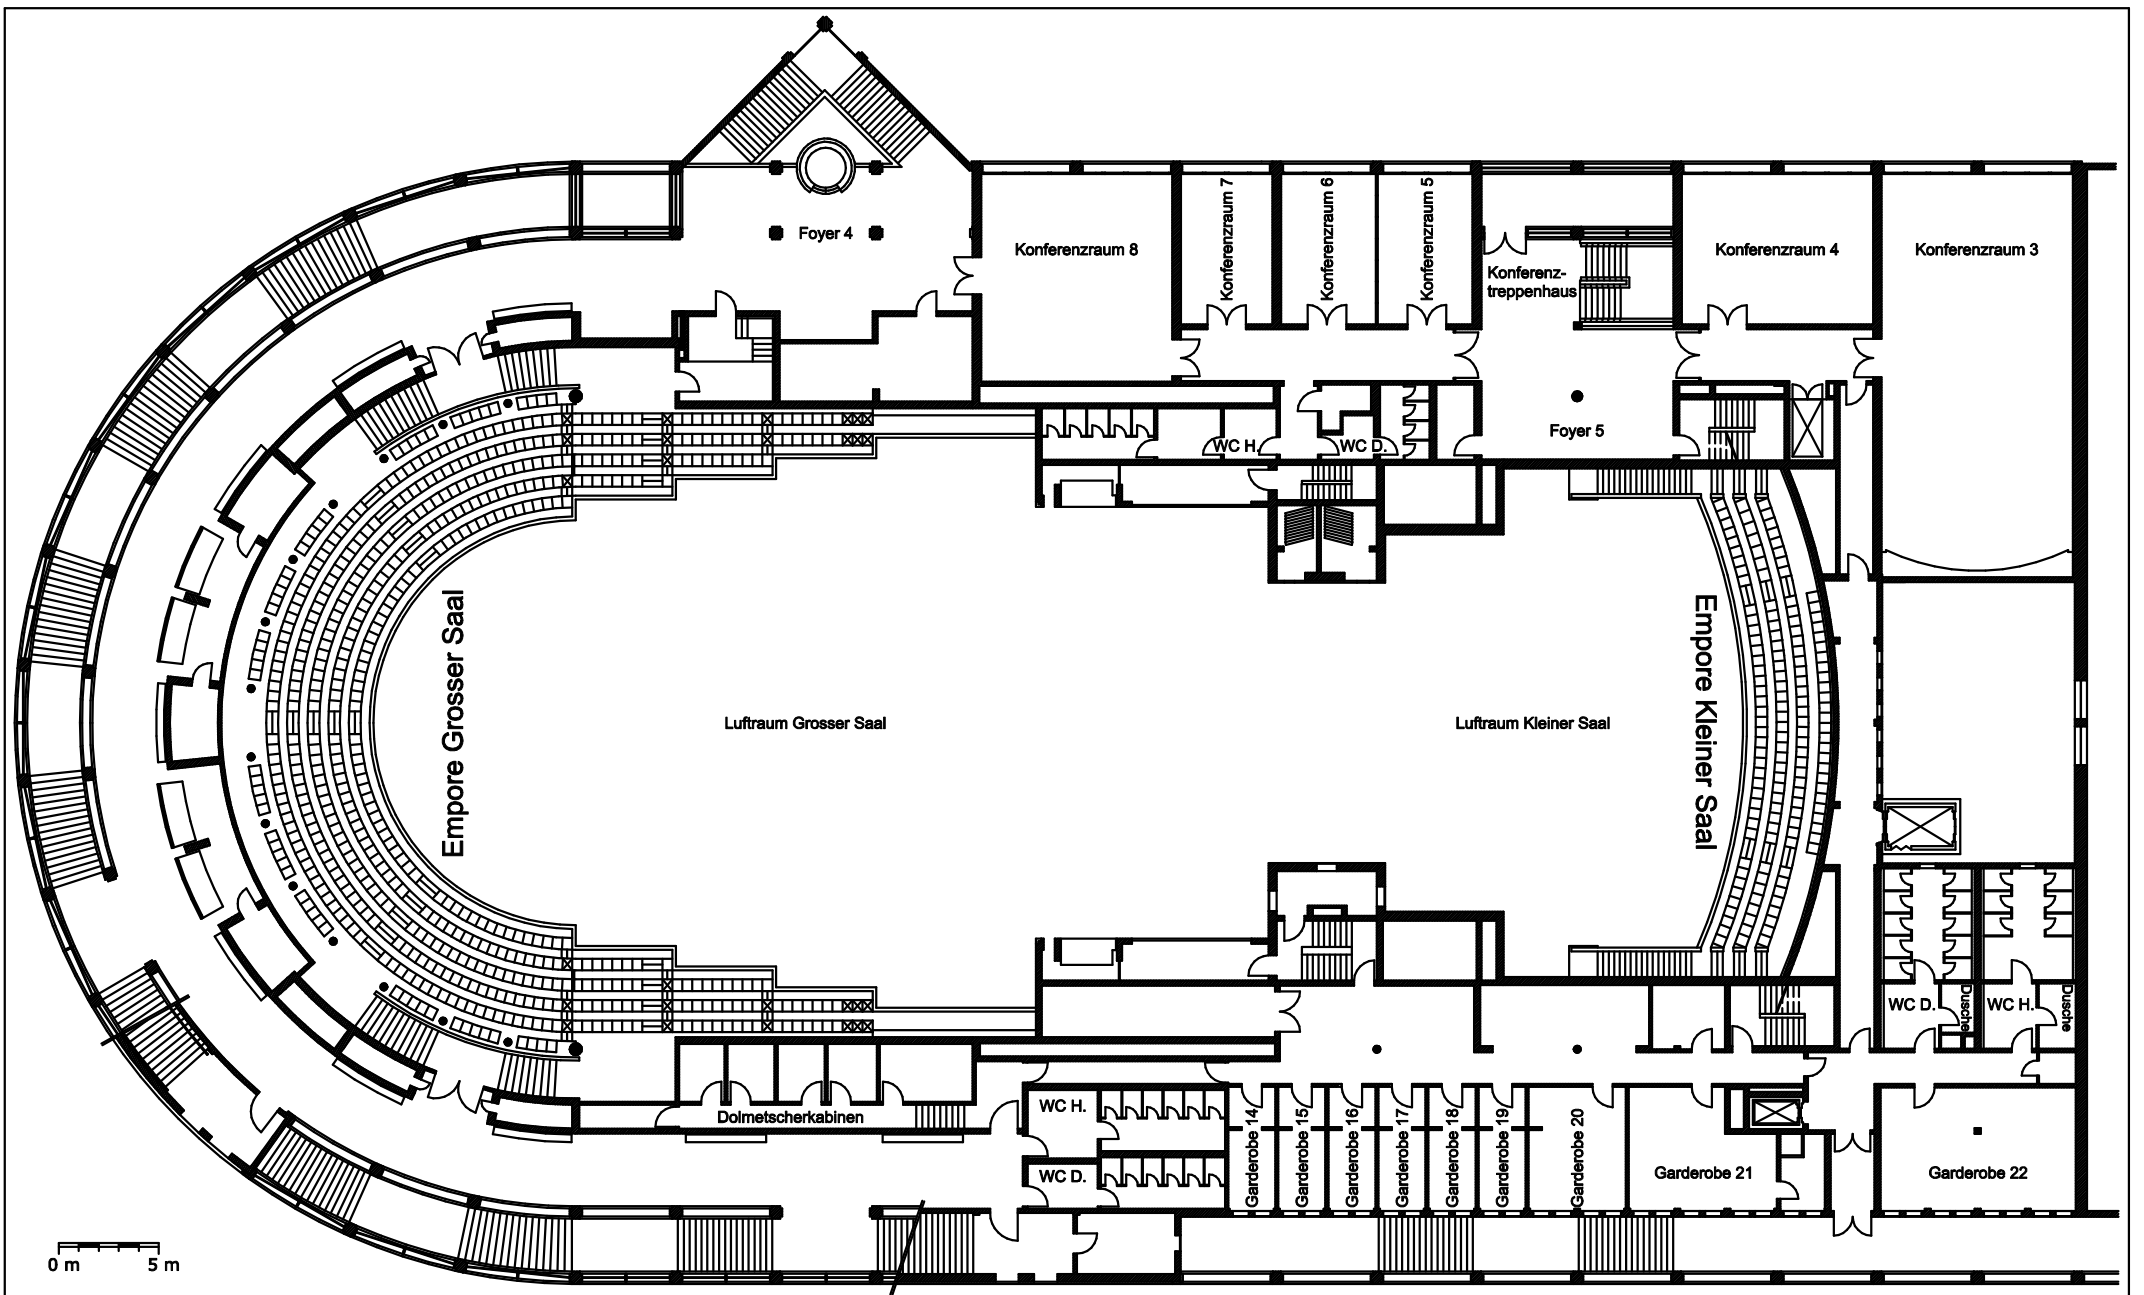 Foyer 4
Konferenzraum 8
Konferenzraum 7
Konferenzraum 6
Konferenzraum 5
Konferenz-
treppenhaus
Konferenzraum 4
Konferenzraum 3
WC H.
WC D.
Foyer 5
Empore Grosser Saal
Luftraum Grosser Saal
Luftraum Kleiner Saal
Empore Kleiner Saal
WC D.
Dusche
WC H.
Dusche
Dolmetscherkabinen
WC H.
WC D.
Garderobe 14
Garderobe 15
Garderobe 16
Garderobe 17
Garderobe 18
Garderobe 19
Garderobe 20
Garderobe 21
Garderobe 22
0 m 5 m